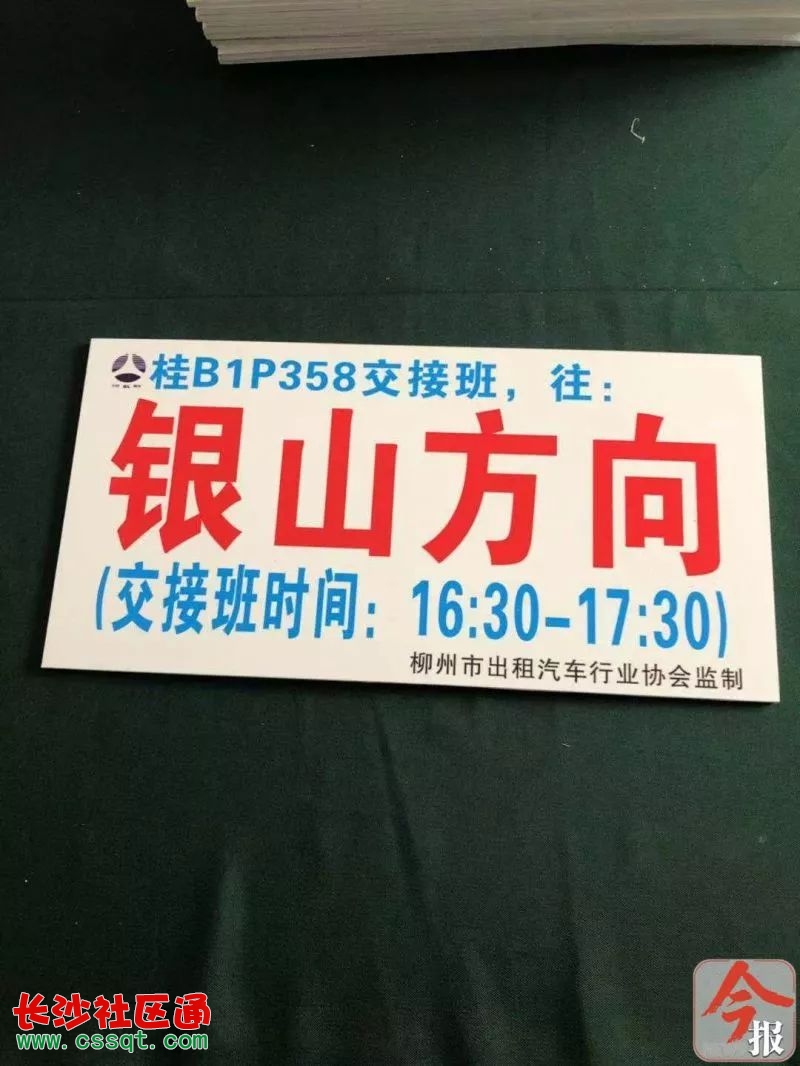 桂B1P358交接班，往：
银山方向
(交接班时间：16:30-17:30)
柳州市出租汽车行业协会监制
长沙社区通
www.cssqt.com
今报